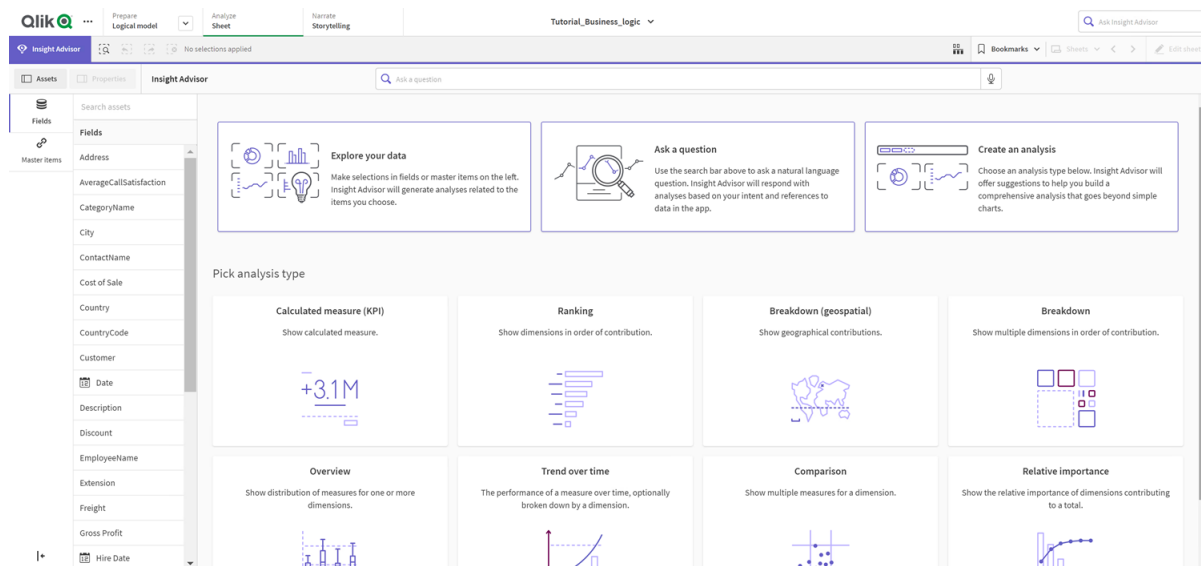 Qlik
...
Prepare
Logical model
Analyze
Sheet
Narrate
Storytelling
Tutorial_Business_logic
Ask Insight Advisor
Insight Advisor
No selections applied
Bookmarks
Sheets
Edit sheet
Assets
Properties
Insight Advisor
Ask a question
Fields
Master items
Search assets
Fields
Address
AverageCallSatisfaction
CategoryName
City
ContactName
Cost of Sale
Country
CountryCode
Customer
Date
Description
Discount
EmployeeName
Extension
Freight
Gross Profit
Hire Date
Explore your data
Make selections in fields or master items on the left.
Insight Advisor will generate analyses related to the
items you choose.
Ask a question
Use the search bar above to ask a natural language
question. Insight Advisor will respond with
analyses based on your intent and references to
data in the app.
Create an analysis
Choose an analysis type below. Insight Advisor will
offer suggestions to help you build a
comprehensive analysis that goes beyond simple
charts.
Pick analysis type
Calculated measure (KPI)
Show calculated measure.
+3.1M
Ranking
Show dimensions in order of contribution.
Breakdown (geospatial)
Show geographical contributions.
Breakdown
Show multiple dimensions in order of contribution.
Overview
Show distribution of measures for one or more
dimensions.
Trend over time
The performance of a measure over time, optionally
broken down by a dimension.
Comparison
Show multiple measures for a dimension.
Relative importance
Show the relative importance of dimensions contributing
to a total.